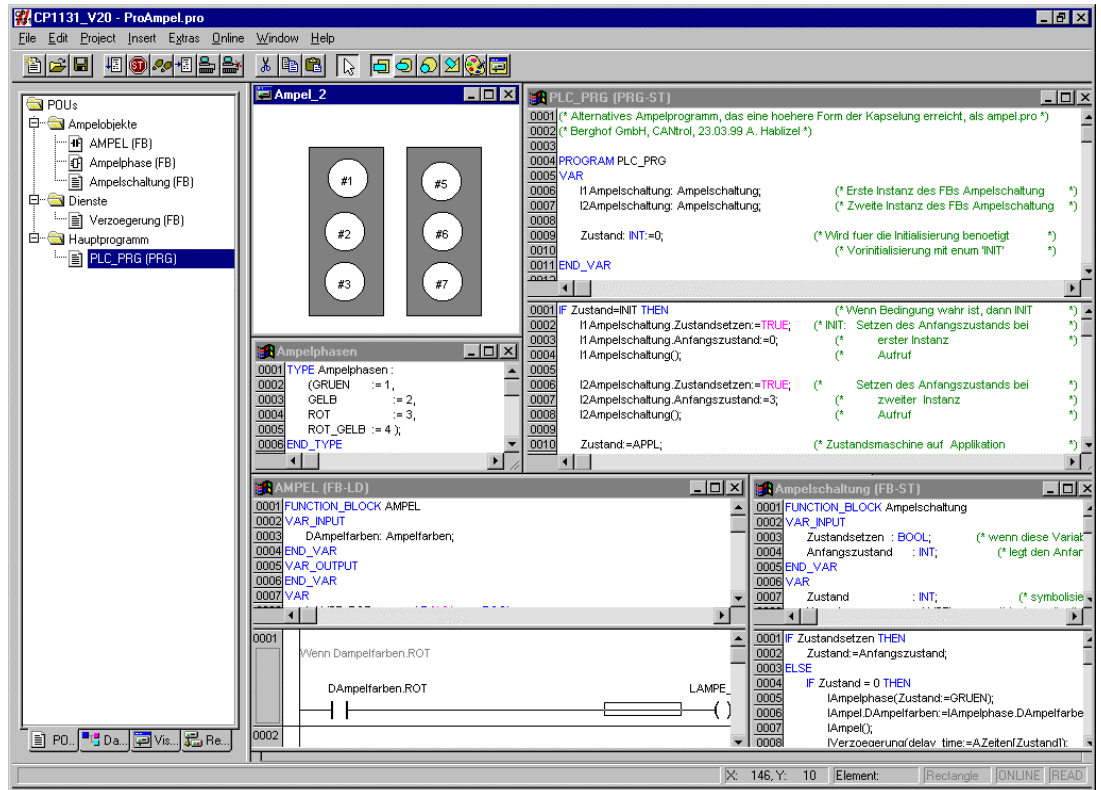 CP1131_V20 - ProAmpel.pro
File Edit Project Insert Extras Online Window Help
POUs
Ampelobjekte
AMPEL (FB)
Ampelphase (FB)
Ampelschaltung (FB)
Dienste
Verzoegerung (FB)
Hauptprogramm
PLC_PRG (PRG)
PO.. Da... Vis... Re...
Ampel_2
#1 #5
#2 #6
#3 #7
Ampelphasen
0001 TYPE Ampelphasen :
0002 (GRUEN := 1,
0003 GELB := 2,
0004 ROT := 3,
0005 ROT_GELB := 4 );
0006 END_TYPE
PLC_PRG (PRG-ST)
0001 (* Alternatives Ampelprogramm, das eine hoehere Form der Kapselung erreicht, als ampel.pro *)
0002 (* Berghof GmbH, CANtrol, 23.03.99 A. Hablizel *)
0003
0004 PROGRAM PLC_PRG
0005 VAR
0006 I1Ampelschaltung: Ampelschaltung; (* Erste Instanz des FBs Ampelschaltung *)
0007 I2Ampelschaltung: Ampelschaltung; (* Zweite Instanz des FBs Ampelschaltung *)
0008
0009 Zustand: INT:=0; (* Wird fuer die Initialisierung benoetigt *)
0010 (* Vorinitialisierung mit enum 'INIT' *)
0011 END_VAR
0012
0001 IF Zustand=INIT THEN (* Wenn Bedingung wahr ist, dann INIT *)
0002 I1Ampelschaltung.Zustandsetzen:=TRUE; (* INIT: Setzen des Anfangszustands bei *)
0003 I1Ampelschaltung.Anfangszustand:=0; (* erster Instanz *)
0004 I1Ampelschaltung(); (* Aufruf
0005
0006 I2Ampelschaltung.Zustandsetzen:=TRUE; (* Setzen des Anfangszustands bei *)
0007 I2Ampelschaltung.Anfangszustand:=3; (* zweiter Instanz *)
0008 I2Ampelschaltung(); (* Aufruf *)
0009
0010 Zustand:=APPL; (* Zustandsmaschine auf Applikation *)
AMPEL (FB-LD)
0001 FUNCTION_BLOCK AMPEL
0002 VAR_INPUT
0003 DAmpelfarben: Ampelfarben;
0004 END_VAR
0005 VAR_OUTPUT
0006 END_VAR
0007 VAR
0001
Wenn Dampelfarben.ROT
DAmpelfarben.ROT LAMPE_
0002
Ampelschaltung (FB-ST)
0001 FUNCTION_BLOCK Ampelschaltung
0002 VAR_INPUT
0003 Zustandsetzen : BOOL; (* wenn diese Variab
0004 Anfangszustand : INT; (* legt den Anfan
0005 END_VAR
0006 VAR
0007 Zustand : INT; (* symbolisie
0001 IF Zustandsetzen THEN
0002 Zustand:=Anfangszustand;
0003 ELSE
0004 IF Zustand = 0 THEN
0005 IAmpelphase(Zustand:=GRUEN);
0006 IAmpel.DAmpelfarben:=IAmpelphase.DAmpelfarbe
0007 IAmpel();
0008 IVerzoegerung(delay_time:=AZeiten[Zustand]);
X: 146, Y: 10 Element: Rectangle ONLINE READ